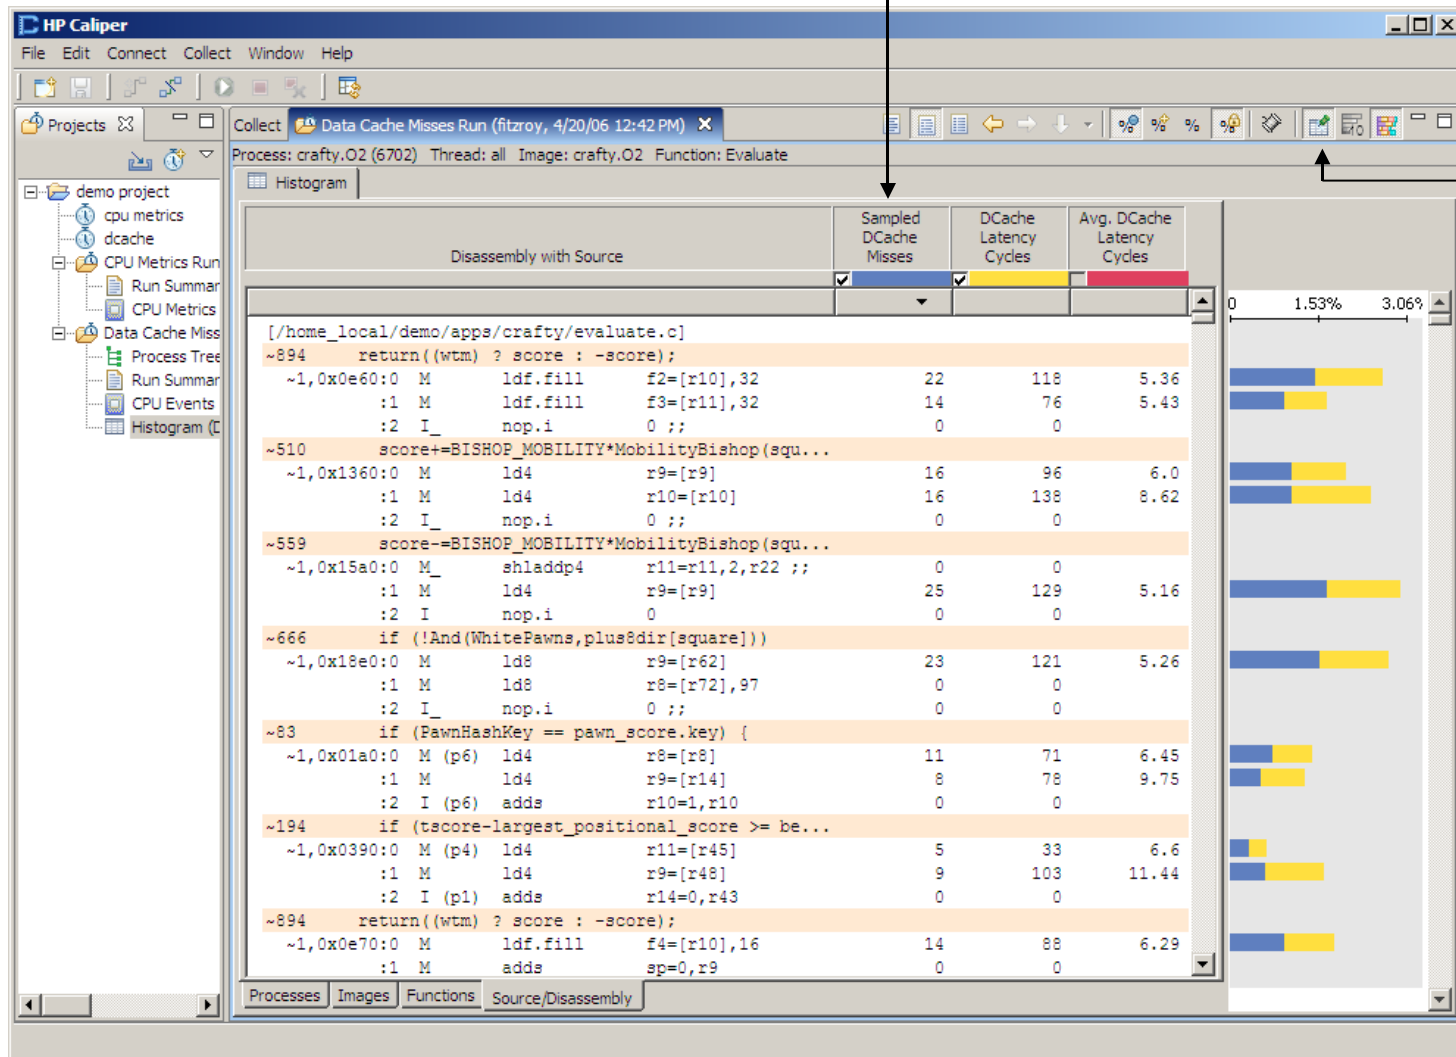 HP Caliper
File Edit Connect Collect Window Help
Projects
Collect Data Cache Misses Run (fitzroy, 4/20/06 12:42 PM)
Process: crafty.O2 (6702) Thread: all Image: crafty.O2 Function: Evaluate
Histogram
demo project
cpu metrics
dcache
CPU Metrics Run
Run Summar
CPU Metrics
Data Cache Miss
Process Tree
Run Summar
CPU Events
Histogram (D
Disassembly with Source
Sampled DCache Misses
DCache Latency Cycles
Avg. DCache Latency Cycles
0 1.53% 3.06%
[/home_local/demo/apps/crafty/evaluate.c]
~894 return((wtm) ? score : -score);
~1,0x0e60:0 M ldf.fill f2=[r10],32 22 118 5.36
:1 M ldf.fill f3=[r11],32 14 76 5.43
:2 I_ nop.i 0 ;; 0 0
~510 score+=BISHOP_MOBILITY*MobilityBishop(squ...
~1,0x1360:0 M ld4 r9=[r9] 16 96 6.0
:1 M ld4 r10=[r10] 16 138 8.62
:2 I_ nop.i 0 ;; 0 0
~559 score-=BISHOP_MOBILITY*MobilityBishop(squ...
~1,0x15a0:0 M_ shladdp4 r11=r11,2,r22 ;; 0 0
:1 M ld4 r9=[r9] 25 129 5.16
:2 I nop.i 0 0 0
~666 if (!And(WhitePawns,plus8dir[square]))
~1,0x18e0:0 M ld8 r9=[r62] 23 121 5.26
:1 M ld8 r8=[r72],97 0 0
:2 I_ nop.i 0 ;; 0 0
~83 if (PawnHashKey == pawn_score.key) {
~1,0x01a0:0 M (p6) ld4 r8=[r8] 11 71 6.45
:1 M ld4 r9=[r14] 8 78 9.75
:2 I (p6) adds r10=1,r10 0 0
~194 if (tscore-largest_positional_score >= be...
~1,0x0390:0 M (p4) ld4 r11=[r45] 5 33 6.6
:1 M ld4 r9=[r48] 9 103 11.44
:2 I (p1) adds r14=0,r43 0 0
~894 return((wtm) ? score : -score);
~1,0x0e70:0 M ldf.fill f4=[r10],16 14 88 6.29
:1 M adds sp=0,r9 0 0
Processes Images Functions Source/Disassembly